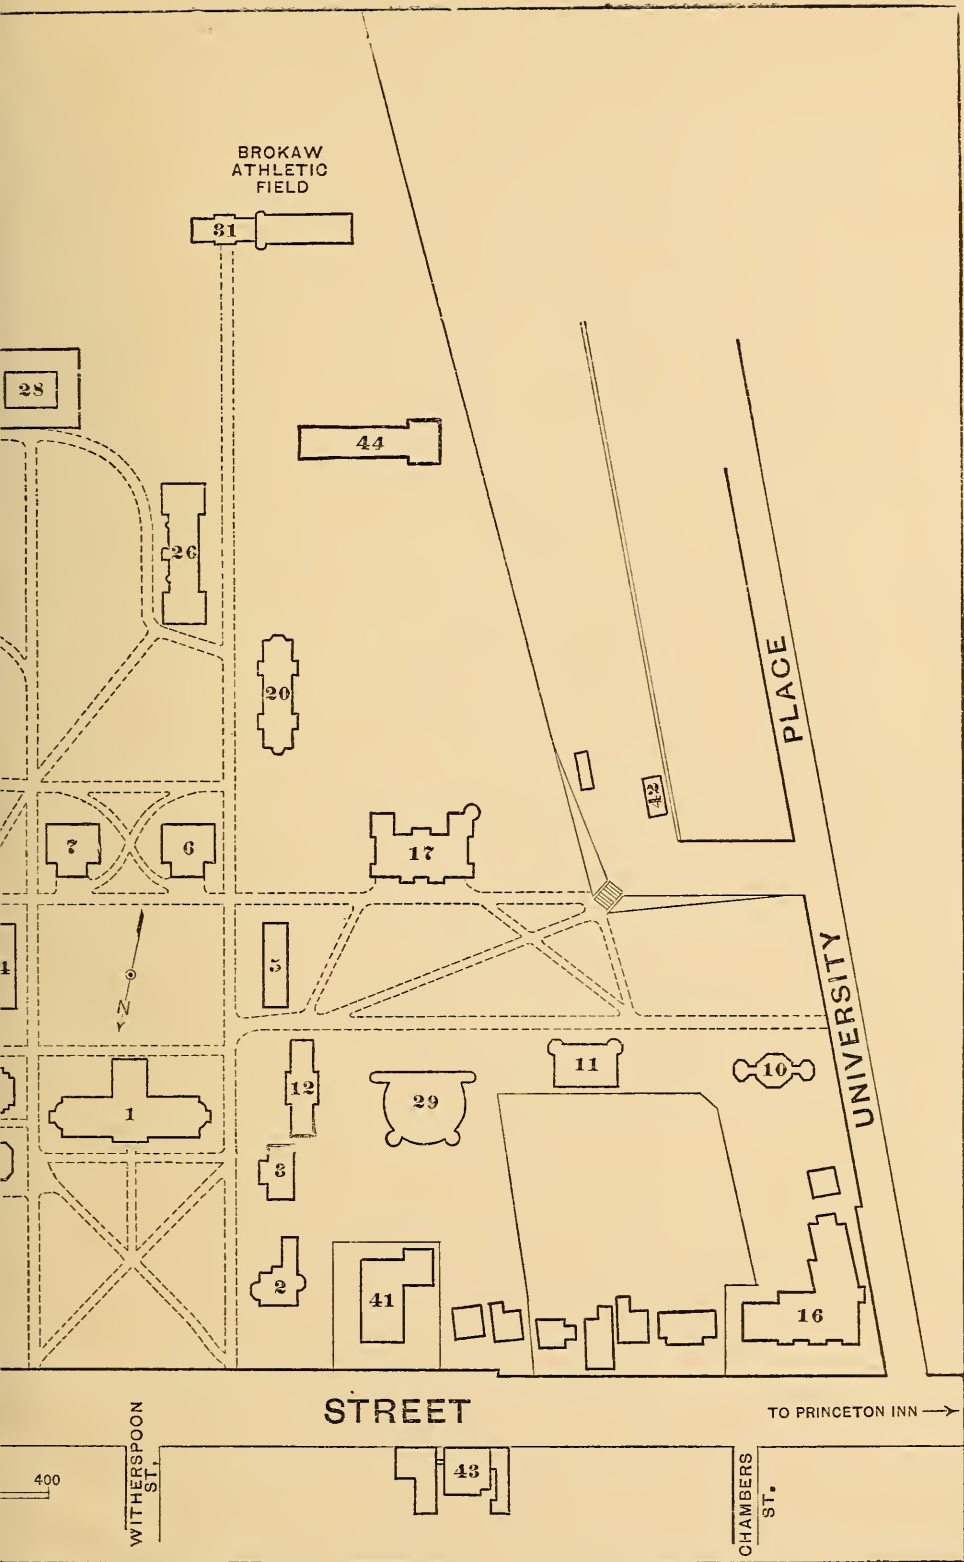 BROKAW
ATHLETIC
FIELD
31
28
44
26
20
PLACE
42
7
6
17
4
5
N
UNIVERSITY
11
10
12
29
1
3
2
41
16
STREET
TO PRINCETON INN
WITHERSPOON
ST.
43
CHAMBERS
ST.
400